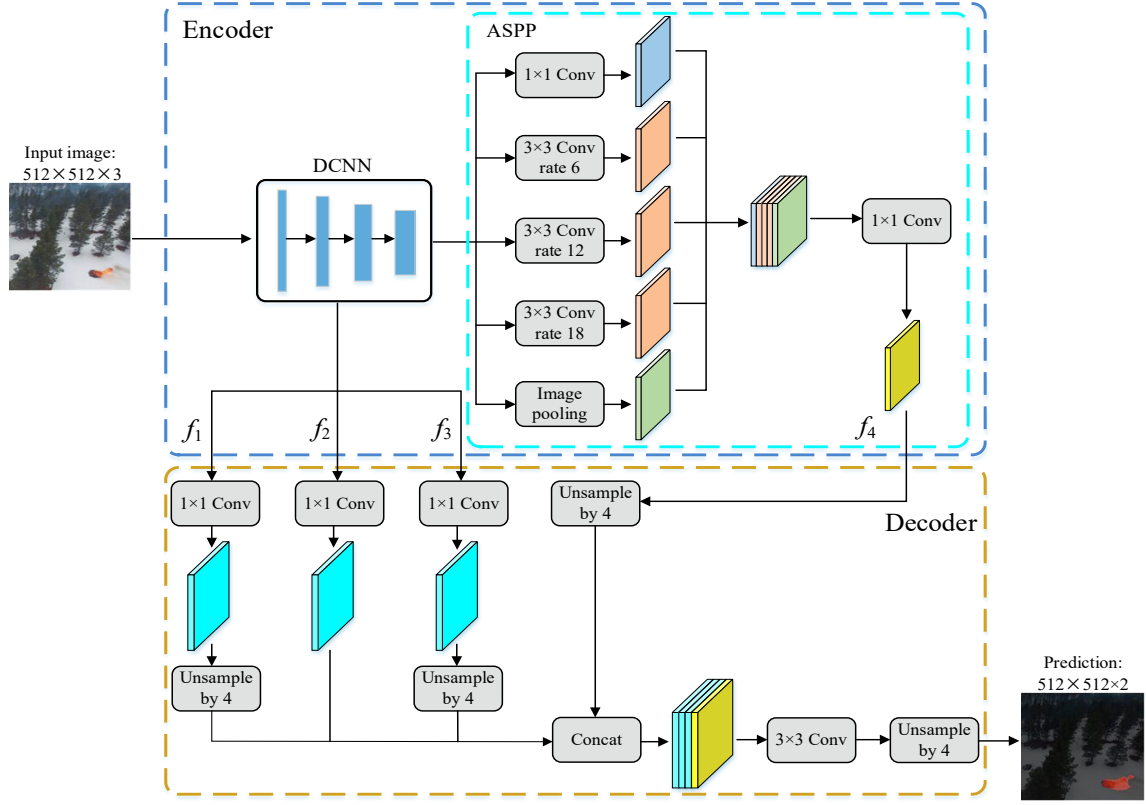 Encoder
ASPP
Input image:
512×512×3
DCNN
1×1 Conv
3×3 Conv
rate 6
3×3 Conv
rate 12
3×3 Conv
rate 18
Image
pooling
1×1 Conv
f1
f2
f3
f4
1×1 Conv
1×1 Conv
1×1 Conv
Unsample
by 4
Decoder
Unsample
by 4
Unsample
by 4
Concat
3×3 Conv
Unsample
by 4
Prediction:
512×512×2